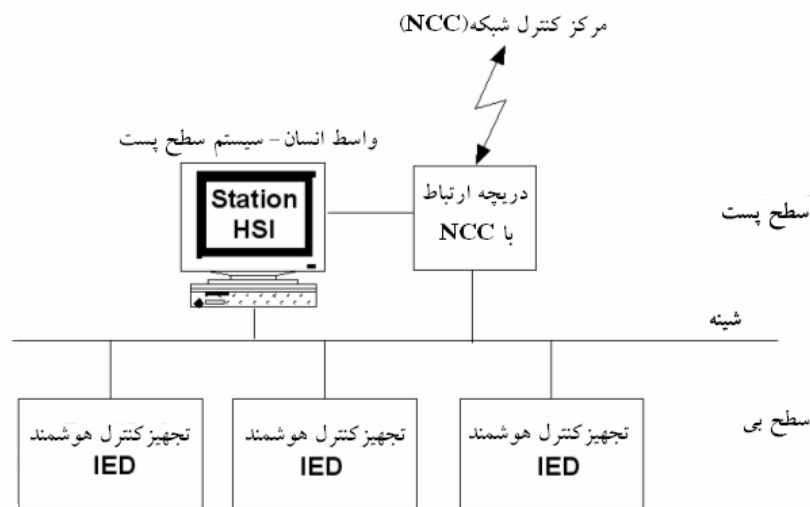 مرکز کنترل شبکه(NCC)
واسط انسان - سیستم سطح پست
Station
HSI
دریچه ارتباط
با NCC
سطح پست
شینه
سطح بی
تجهیزکنترل هوشمند
IED
تجهیزکنترل هوشمند
IED
تجهیزکنترل هوشمند
IED